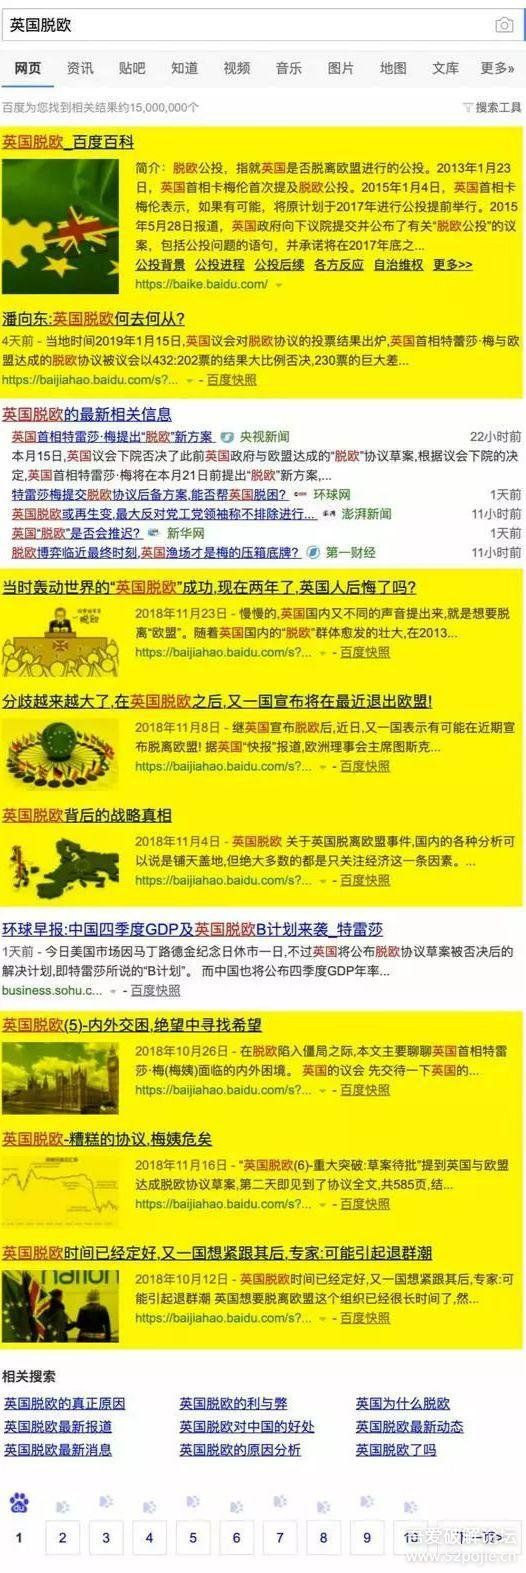 英国脱欧
网页 资讯 贴吧 知道 视频 音乐 图片 地图 文库 更多»
百度为您找到相关结果约15,000,000个 搜索工具
英国脱欧_百度百科
简介：脱欧公投，指就英国是否脱离欧盟进行的公投。2013年1月23
日，英国首相卡梅伦首次提及脱欧公投。2015年1月4日，英国首相卡
梅伦表示，如果有可能，将原计划于2017年进行公投提前举行。2015
年5月28日报道，英国政府向下议院提交并公布了有关“脱欧公投”的议
案，包括公投问题的语句，并承诺将在2017年底之...
公投背景 公投进程 公投后续 各方反应 自治维权 更多>>
https://baike.baidu.com/
潘向东:英国脱欧何去何从?
4天前 - 当地时间2019年1月15日,英国议会对脱欧协议的投票结果出炉,英国首相特蕾莎·梅与欧
盟达成的脱欧协议被议会以432:202票的结果大比例否决,230票的巨大差...
https://baijiahao.baidu.com/s?... - 百度快照
英国脱欧的最新相关信息
英国首相特雷莎·梅提出“脱欧”新方案 央视新闻 22小时前
本月15日,英国议会下院否决了此前英国政府与欧盟达成的“脱欧”协议草案,根据议会下院的决
定,英国首相特雷莎·梅将在本月21日前提出“脱欧”新方案,...
特雷莎梅提交脱欧协议后备方案,能否帮英国脱困? 环球网 1天前
英国脱欧或再生变,最大反对党工党领袖称不排除进行... 澎湃新闻 11小时前
英国“脱欧”是否会推迟? 新华网 1天前
脱欧博弈临近最终时刻,英国渔场才是梅的压箱底牌? 第一财经 11小时前
当时轰动世界的“英国脱欧”成功,现在两年了,英国人后悔了吗?
2018年11月23日 - 慢慢的,英国国内又不同的声音提出来,就是想要脱
离“欧盟”。随着英国国内的“脱欧”群体愈发的壮大,在2013...
https://baijiahao.baidu.com/s?... - 百度快照
分歧越来越大了,在英国脱欧之后,又一国宣布将在最近退出欧盟!
2018年11月8日 - 继英国宣布脱欧后,近日,又一国表示有可能在近期宣
布脱离欧盟! 据英国“快报”报道,欧洲理事会主席图斯克...
https://baijiahao.baidu.com/s?... - 百度快照
英国脱欧背后的战略真相
2018年11月4日 - 英国脱欧 关于英国脱离欧盟事件,国内的各种分析可
以说是铺天盖地,但绝大多数的都是只关注经济这一条因素。...
https://baijiahao.baidu.com/s?... - 百度快照
环球早报:中国四季度GDP及英国脱欧B计划来袭_特雷莎
1天前 - 今日美国市场因马丁路德金纪念日休市一日,不过英国将公布脱欧协议草案被否决后的
解决计划,即特雷莎所说的“B计划”。 而中国也将公布四季度GDP年率...
business.sohu.c... - 百度快照
英国脱欧(5)-内外交困,绝望中寻找希望
2018年10月26日 - 在脱欧陷入僵局之际,本文主要聊聊英国首相特雷
莎·梅(梅姨)面临的内外困境。 英国的议会 先交待一下英国的...
https://baijiahao.baidu.com/s?... - 百度快照
英国脱欧-糟糕的协议,梅姨危矣
2018年11月16日 - “英国脱欧(6)-重大突破:草案待批”提到英国与欧盟
达成脱欧协议草案,第二天即见到了协议全文,共585页,结...
https://baijiahao.baidu.com/s?... - 百度快照
英国脱欧时间已经定好,又一国想紧跟其后,专家:可能引起退群潮
2018年10月12日 - 英国脱欧时间已经定好,又一国想紧跟其后,专家:可
能引起退群潮 英国想要脱离欧盟这个组织已经很长时间了,然...
https://baijiahao.baidu.com/s?... - 百度快照
相关搜索
英国脱欧的真正原因 英国脱欧的利与弊 英国为什么脱欧
英国脱欧最新报道 英国脱欧对中国的好处 英国脱欧最新动态
英国脱欧最新消息 英国脱欧的原因分析 英国脱欧了吗
du
1 2 3 4 5 6 7 8 9 10 下一页>
吾爱破解论坛
www.52pojie.cn